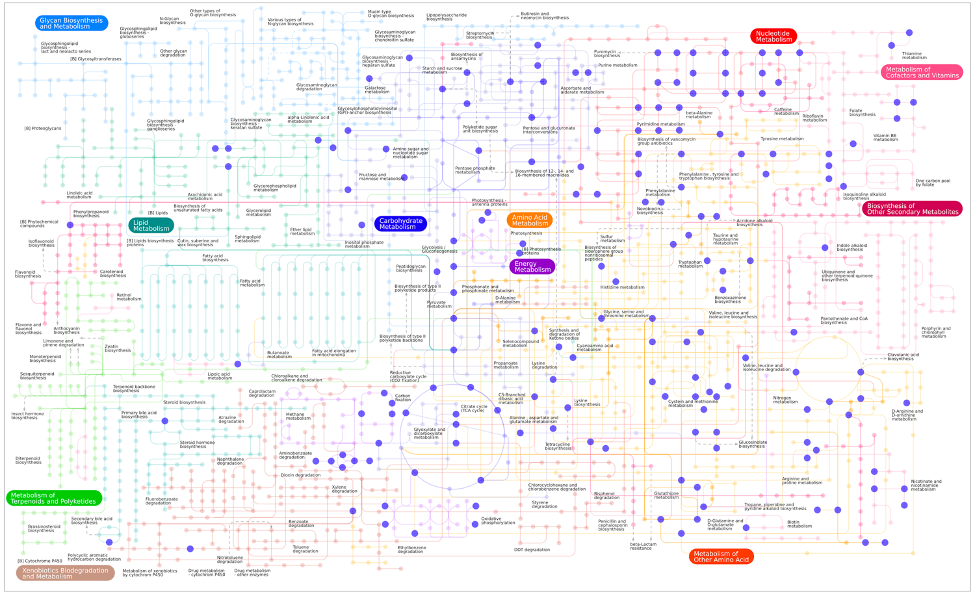 Glycan Biosynthesis
and Metabolism
Other types of
O-glycan biosynthesis
N-Glycan
biosynthesis
Various types of
N-glycan biosynthesis
Mucin type
O-glycan biosynthesis
Lipopolysaccharide
biosynthesis
Butirosin and
neomycin biosynthesis
Nucleotide
Metabolism
Glycosphingolipid
biosynthesis -
globoseries
Glycosaminoglycan
biosynthesis -
chondroitin sulfate
Streptomycin
biosynthesis
Glycosphingolipid
biosynthesis -
lact and neolacto series
[B] Glycosyltransferases
Other glycan
degradation
Glycosaminoglycan
biosynthesis -
heparan sulfate
Biosynthesis of
ansamycins
Puromycin
biosynthesis
Purine metabolism
Thiamine
metabolism
Metabolism of
Cofactors and Vitamins
Starch and sucrose
metabolism
Glycosaminoglycan
degradation
Galactose
metabolism
Ascorbate and
aldarate metabolism
Glycosylphosphatidylinositol
(GPI)-anchor biosynthesis
beta-Alanine
metabolism
Caffeine
metabolism
Riboflavin
metabolism
Folate
biosynthesis
[B] Proteoglycans
Glycosphingolipid
biosynthesis -
ganglioseries
Glycosaminoglycan
biosynthesis -
keratan sulfate
alpha-Linolenic acid
metabolism
Polyketide sugar
unit biosynthesis
Pentose and glucuronate
interconversions
Pyrimidine metabolism
Biosynthesis of vancomycin
group antibiotics
Tyrosine metabolism
Vitamin B6
metabolism
Amino sugar and
nucleotide sugar
metabolism
Pentose phosphate
metabolism
Biosynthesis of 12-, 14- and
16-membered macrolides
Phenylalanine, tyrosine and
tryptophan biosynthesis
One carbon pool
by folate
Fructose and
mannose metabolism
Glycerophospholipid
metabolism
Linoleic acid
metabolism
Arachidonic acid
metabolism
Phenylalanine
metabolism
Isoquinoline alkaloid
biosynthesis
Photosynthesis -
antenna proteins
Novobiocin
biosynthesis
Biosynthesis of
Other Secondary Metabolites
Phenylpropanoid
biosynthesis
[B] Lipids
Biosynthesis of
unsaturated fatty acids
Glycerolipid
metabolism
[B] Photochemical
compounds
Lipid
Metabolism
Carbohydrate
Metabolism
Amino Acid
Metabolism
Acridone alkaloid
biosynthesis
Ether lipid
metabolism
Photosynthesis
Isoflavonoid
biosynthesis
[B] Lipids biosynthesis
proteins
Cutin, suberine and
wax biosynthesis
Sphingolipid
metabolism
Inositol phosphate
metabolism
Glycolysis /
Gluconeogenesis
[B] Photosynthesis
proteins
Biosynthesis of
siderophore group
nonribosomal
peptides
Sulfur
metabolism
Taurine and
hypotaurine
metabolism
Indole alkaloid
biosynthesis
Fatty acid
biosynthesis
Energy
Metabolism
Tryptophan
metabolism
Flavonoid
biosynthesis
Carotenoid
biosynthesis
Peptidoglycan
biosynthesis
Ubiquinone and
other terpenoid quinone
biosynthesis
Fatty acid
metabolism
Biosynthesis of type II
polyketide products
Phosphonate and
phosphinate metabolism
D-Alanine
metabolism
Histidine metabolism
Retinol
metabolism
Pyruvate
metabolism
Benzoxazinone
biosynthesis
Glycine, serine and
threonine metabolism
Valine, leucine and
isoleucine biosynthesis
Pantothenate and CoA
biosynthesis
Flavone and
flavonol
biosynthesis
Anthocyanin
biosynthesis
Biosynthesis of type II
polyketide backbone
Synthesis and
degradation of
Ketone bodies
Porphyrin and
chlorophyll
metabolism
Limonene and
pinene degradation
Zeatin
biosynthesis
Selenocompound
metabolism
Cyanoamino acid
metabolism
Monoterpenoid
biosynthesis
Butanoate
metabolism
Fatty acid elongation
in mitochondria
Clavulanic acid
biosynthesis
Sesquiterpenoid
biosynthesis
Lipoic acid
metabolism
Chloroalkane and
chloroalkene degradation
Reductive
carboxylate cycle
(CO2 fixation)
Propanoate
metabolism
Lysine
degradation
Valine, leucine and
isoleucine degradation
Terpenoid backbone
biosynthesis
Caprolactam
degradation
Carbon
fixation
C5-Branched
dibasic acid
metabolism
Lysine
biosynthesis
Cystein and methionine
metabolism
Nitrogen
metabolism
D-Arginine and
D-ornithine
metabolism
Insect hormone
biosynthesis
Primary bile acid
biosynthesis
Steroid biosynthesis
Atrazine
degradation
Methane
metabolism
Citrate cycle
(TCA cycle)
Alanine, aspartate and
glutamate metabolism
Glyoxylate and
dicarboxylate
metabolism
Steroid hormone
biosynthesis
Tetracycline
biosynthesis
Glucosinolate
biosynthesis
Diterpenoid
biosynthesis
Naphthalene
degradation
Aminobenzoate
degradation
Dioxin degradation
Xylene
degradation
Chlorocyclohexane and
chlorobenzene degradation
Bisphenol
degradation
Glutathione
metabolism
Arginine and
proline metabolism
Nicotinate and
nicotinamide
metabolism
Metabolism of
Terpenoids and Polyketides
Fluorobenzoate
degradation
Styrene
degradation
Tropane, piperidine and
pyridine alkaloid biosynthesis
Brassinosteroid
biosynthesis
Secondary bile acid
biosynthesis
Benzoate
degradation
Oxidative
phosphorylation
Penicillin and
cephalosporin
biosynthesis
D-Glutamine and
D-glutamate
metabolism
Biotin
metabolism
[B] Cytochrome P450
Polycyclic aromatic
hydrocarbon degradation
Nitrotoluene
degradation
Toluene
degradation
Ethylbenzene
degradation
DDT degradation
beta-Lactam
resistance
Metabolism of
Other Amino Acid
Xenobiotics Biodegradation
and Metabolism
Metabolism of xenobiotics
by cytochrom P450
Drug metabolism
- cytochrom P450
Drug metabolism
- other enzymes